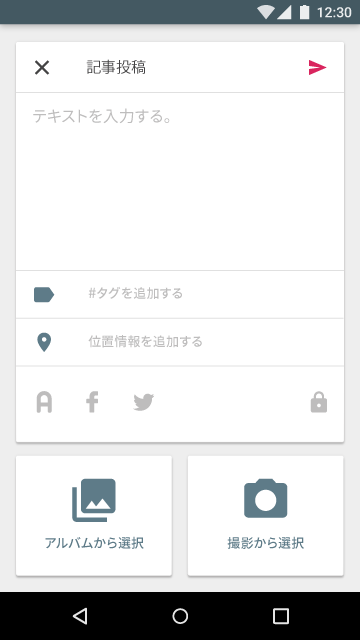 12:30
記事投稿
テキストを入力する。
#タグを追加する
位置情報を追加する
アルバムから選択
撮影から選択